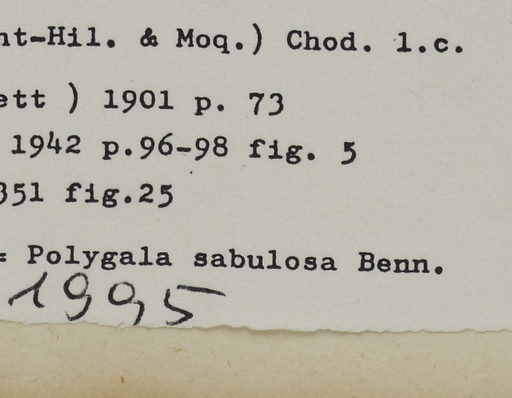 nt-Hil. & Moq.) Chod. l.c.
ett ) 1901 p. 73
1942 p.96-98 fig. 5
351 fig.25
= Polygala sabulosa Benn.
1995